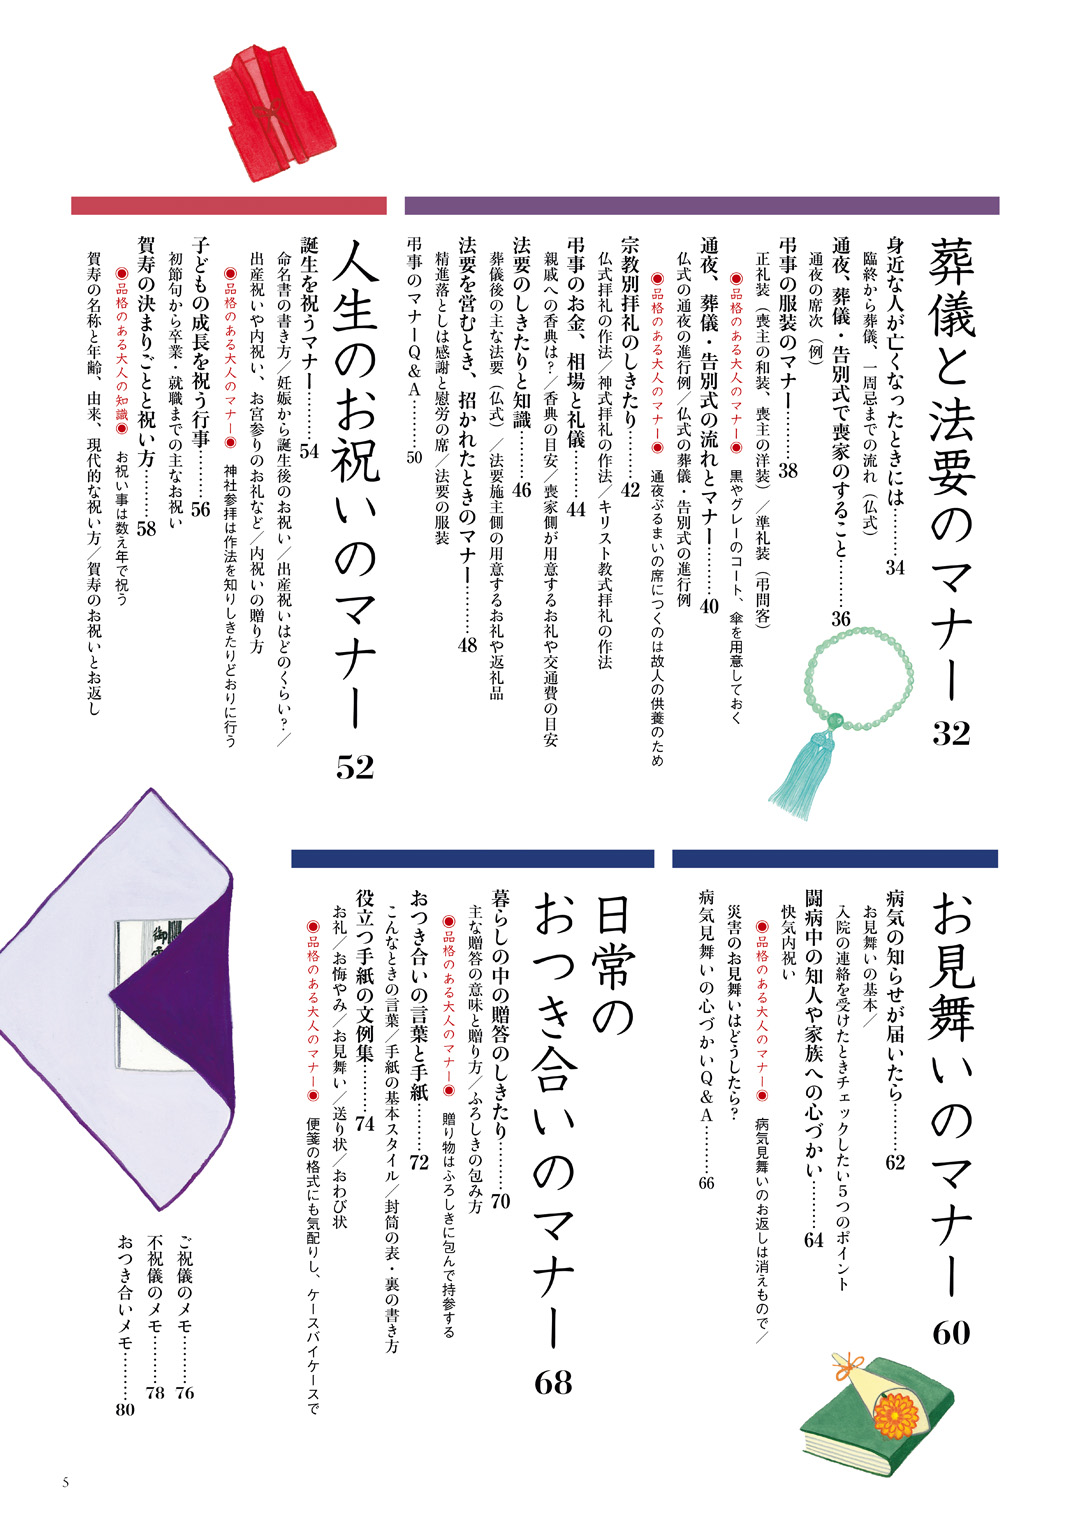 葬儀と法要のマナー 32
身近な人が亡くなったときには…………34
臨終から葬儀、一周忌までの流れ（仏式）
通夜、葬儀・告別式で喪家のすること…………36
通夜の席次（例）
弔事の服装のマナー…………38
正礼装（喪主の和装、喪主の洋装）／準礼装（弔問客）
◉品格のある大人のマナー◉ 黒やグレーのコート、傘を用意しておく
通夜、葬儀・告別式の流れとマナー…………40
仏式の通夜の進行例／仏式の葬儀・告別式の進行例
◉品格のある大人のマナー◉ 通夜ぶるまいの席につくのは故人の供養のため
宗教別拝礼のしきたり…………42
仏式拝礼の作法／神式拝礼の作法／キリスト教式拝礼の作法
弔事のお金、相場と礼儀…………44
親戚への香典は？／香典の目安／喪家側が用意するお礼や交通費の目安
法要のしきたりと知識…………46
葬儀後の主な法要（仏式）／法要施主側の用意するお礼や返礼品
法要を営むとき、招かれたときのマナー…………48
精進落としは感謝と慰労の席／法要の服装
弔事のマナーQ＆A…………50
人生のお祝いのマナー 52
誕生を祝うマナー…………54
命名書の書き方／妊娠から誕生後のお祝い／出産祝いはどのくらい？／
出産祝いや内祝い、お宮参りのお礼など／内祝いの贈り方
◉品格のある大人のマナー◉ 神社参拝は作法を知りしきたりどおりに行う
子どもの成長を祝う行事…………56
初節句から卒業・就職までの主なお祝い
賀寿の決まりごとと祝い方…………58
◉品格のある大人の知識◉ お祝い事は数え年で祝う
賀寿の名称と年齢、由来、現代的な祝い方／賀寿のお祝いとお返し
お見舞いのマナー 60
病気の知らせが届いたら…………62
お見舞いの基本／
入院の連絡を受けたときチェックしたい5つのポイント
闘病中の知人や家族への心づかい…………64
快気内祝い
◉品格のある大人のマナー◉ 病気見舞いのお返しは消えもので／
災害のお見舞いはどうしたら？
病気見舞いの心づかいQ＆A…………66
日常の
おつき合いのマナー 68
暮らしの中の贈答のしきたり…………70
主な贈答の意味と贈り方／ふろしきの包み方
◉品格のある大人のマナー◉ 贈り物はふろしきに包んで持参する
おつき合いの言葉と手紙…………72
こんなときの言葉／手紙の基本スタイル／封筒の表・裏の書き方
役立つ手紙の文例集…………74
お礼／お悔やみ／お見舞い／送り状／おわび状
◉品格のある大人のマナー◉ 便箋の格式にも気配りし、ケースバイケースで
ご祝儀のメモ…………76
不祝儀のメモ…………78
おつき合いメモ…………80
御
5